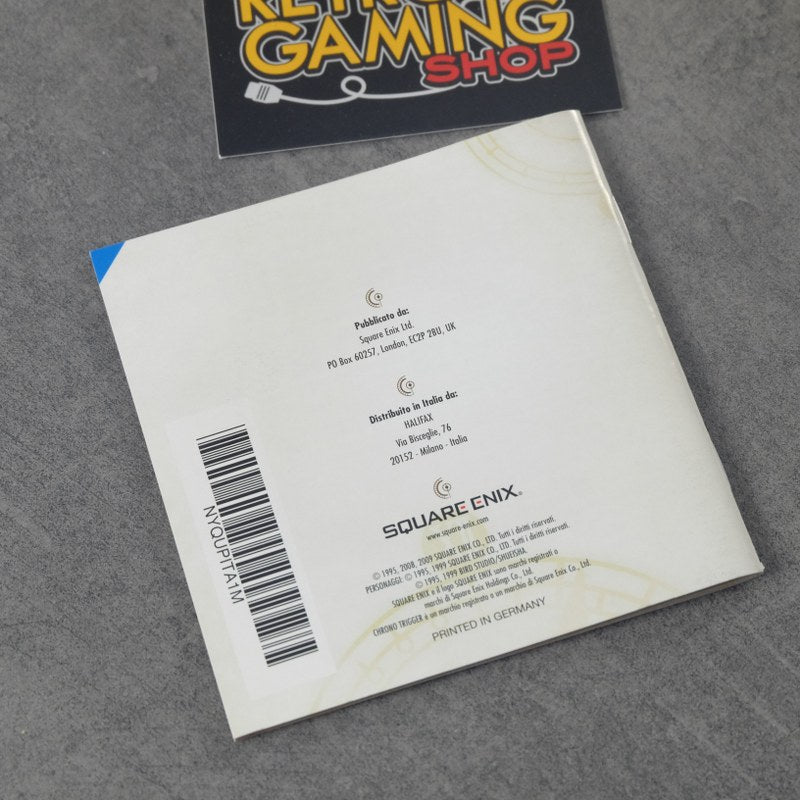 RETRO
GAMING
SHOP
Pubblicato da:
Square Enix Ltd.
PO Box 60257, London, EC2P 2BU, UK
Distribuito in Italia da:
HALIFAX
Via Bisceglie, 76
20152 - Milano - Italia
SQUARE ENIX®
www.square-enix.com
© 1995, 2008, 2009 SQUARE ENIX CO., LTD. Tutti i diritti riservati.
PERSONAGGI: © 1995, 1999 SQUARE ENIX CO., LTD. Tutti i diritti riservati.
© 1995, 1999 BIRD STUDIO/SHUEISHA.
SQUARE ENIX e il logo SQUARE ENIX sono marchi registrati o
marchi di Square Enix Holdings Co., Ltd.
CHRONO TRIGGER è un marchio registrato o un marchio di Square Enix Co., Ltd.
PRINTED IN GERMANY
NYQUPITA1M